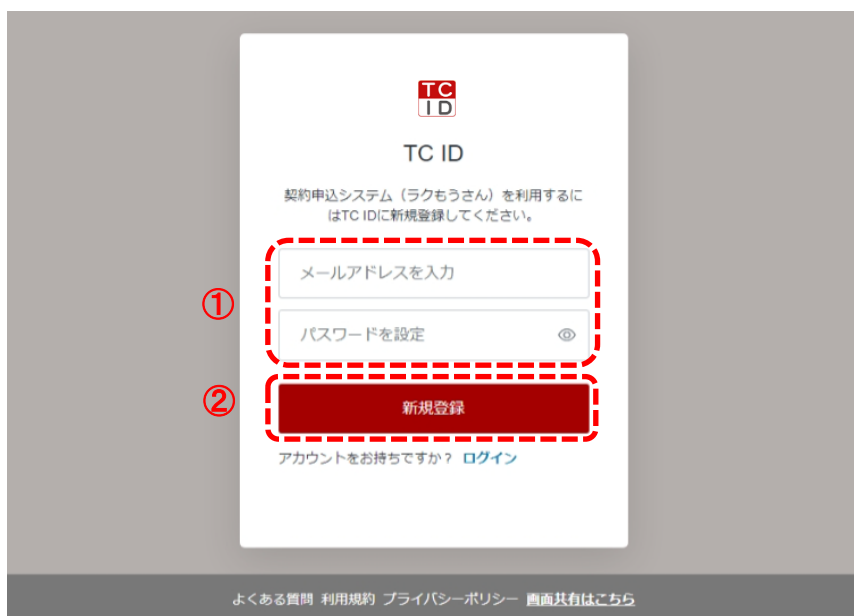 TC
ID
TC ID
契約申込システム（ラクもうさん）を利用するに
はTC IDに新規登録してください。
①
メールアドレスを入力
パスワードを設定
②
新規登録
アカウントをお持ちですか？ ログイン
よくある質問 利用規約 プライバシーポリシー 画面共有はこちら